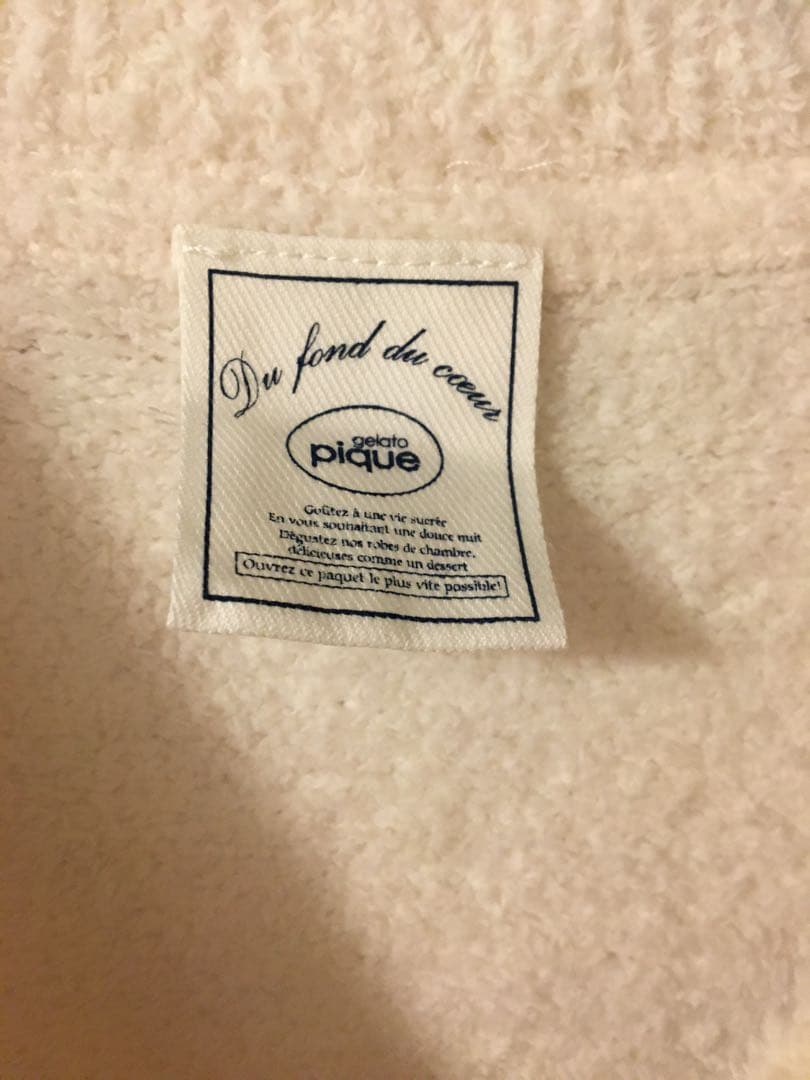 Du fond du cœur
gelato
pique
Goûtez à une vie sucrée
En vous souhaitant une douce nuit
Dégustez nos robes de chambre,
délicieuses comme un dessert
Ouvrez ce paquet le plus vite possible!